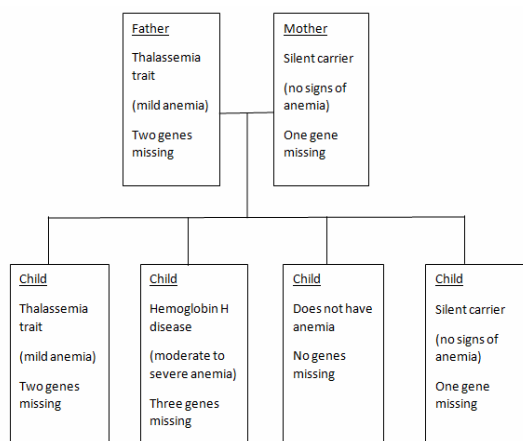 Father
Thalassemia
trait
(mild anemia)
Two genes
missing
Mother
Silent carrier
(no signs of
anemia)
One gene
missing
Child
Thalassemia
trait
(mild anemia)
Two genes
missing
Child
Hemoglobin H
disease
(moderate to
severe anemia)
Three genes
missing
Child
Does not have
anemia
No genes
missing
Child
Silent carrier
(no signs of
anemia)
One gene
missing